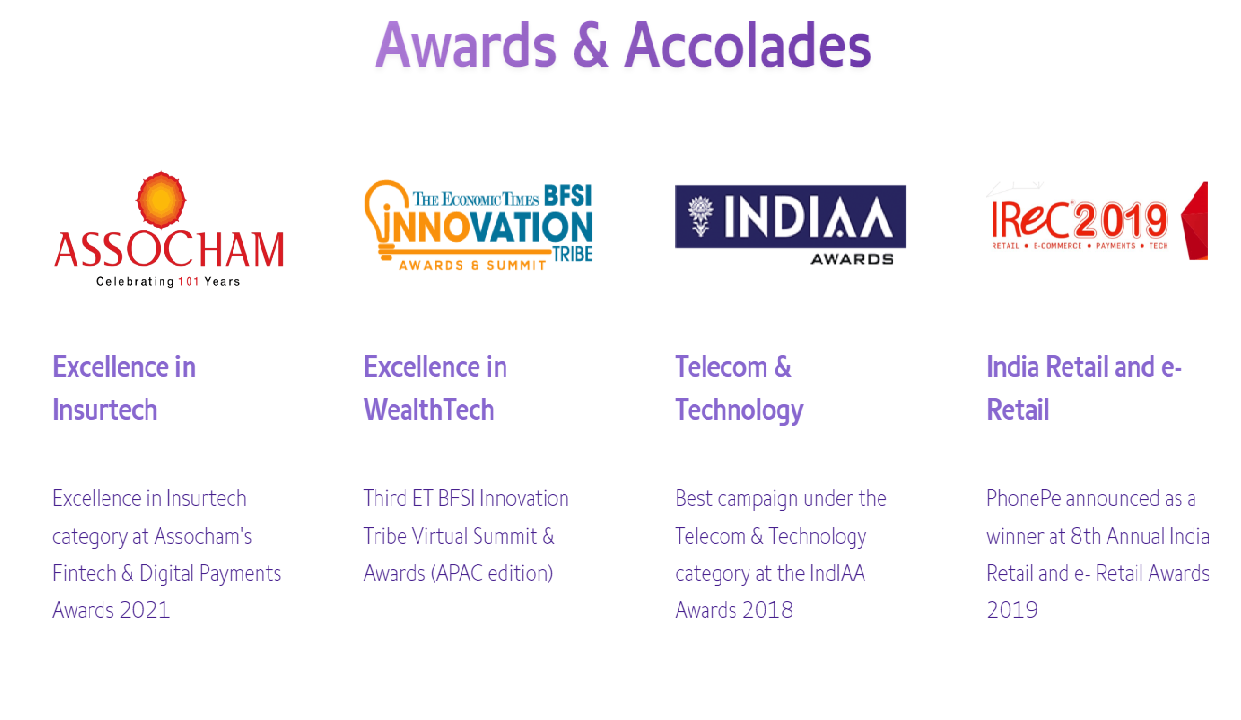 Awards & Accolades
ASSOCHAM
Celebrating 101 Years
THE ECONOMIC TIMES BFSI
INNOVATION
TRIBE
AWARDS & SUMMIT
INDIAA
AWARDS
IReC 2019
RETAIL • E-COMMERCE • PAYMENTS • TECH
Excellence in
Insurtech
Excellence in Insurtech
category at Assocham's
Fintech & Digital Payments
Awards 2021
Excellence in
WealthTech
Third ET BFSI Innovation
Tribe Virtual Summit &
Awards (APAC edition)
Telecom &
Technology
Best campaign under the
Telecom & Technology
category at the IndIAA
Awards 2018
India Retail and e-
Retail
PhonePe announced as a
winner at 8th Annual India
Retail and e- Retail Awards
2019